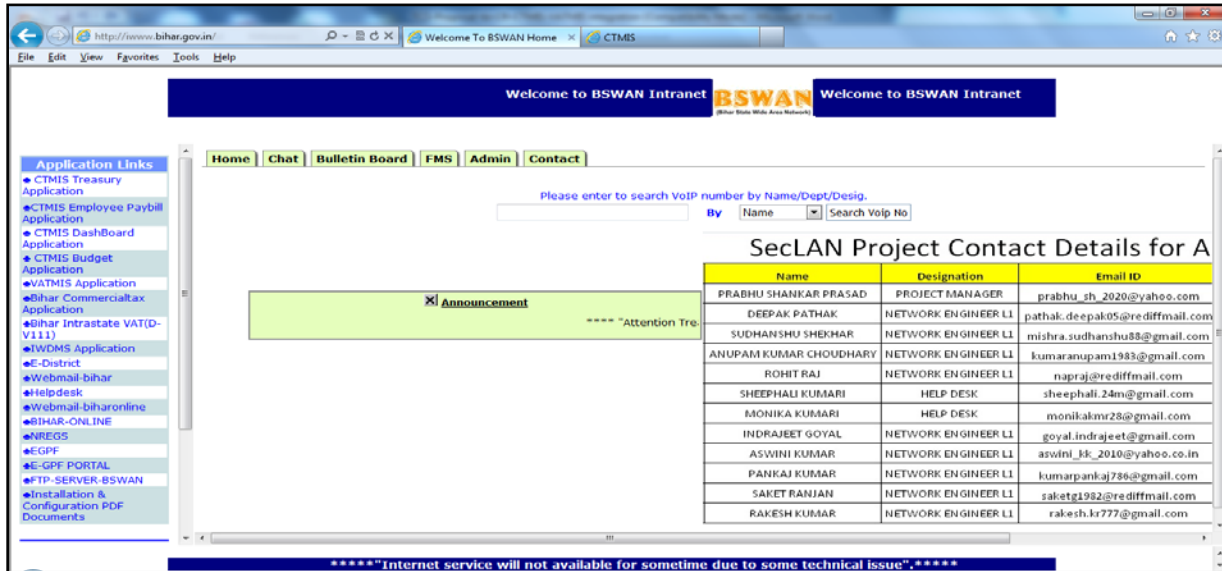 http://iwww.bihar.gov.in/
Welcome To BSWAN Home
CTMIS
File Edit View Favorites Tools Help
Welcome to BSWAN Intranet
BSWAN
(Bihar State Wide Area Network)
Welcome to BSWAN Intranet
Application Links
CTMIS Treasury
Application
CTMIS Employee Paybill
Application
CTMIS DashBoard
Application
CTMIS Budget
Application
VATMIS Application
Bihar Commercialtax
Application
Bihar Intrastate VAT(D-
V111)
IWDMS Application
E-District
Webmail-bihar
Helpdesk
Webmail-biharonline
BIHAR-ONLINE
NREGS
EGPF
E-GPF PORTAL
FTP-SERVER-BSWAN
Installation &
Configuration PDF
Documents
Home Chat Bulletin Board FMS Admin Contact
Please enter to search VoIP number by Name/Dept/Desig.
By Name Search Voip No
Announcement
**** "Attention Tre
SecLAN Project Contact Details for A
Name Designation Email ID
PRABHU SHANKAR PRASAD PROJECT MANAGER prabhu_sh_2020@yahoo.com
DEEPAK PATHAK NETWORK ENGINEER L1 pathak.deepak05@rediffmail.com
SUDHANSHU SHEKHAR NETWORK ENGINEER L1 mishra.sudhanshu88@gmail.com
ANUPAM KUMAR CHOUDHARY NETWORK ENGINEER L1 kumaranupam1983@gmail.com
ROHIT RAJ NETWORK ENGINEER L1 napraj@rediffmail.com
SHEEPHALI KUMARI HELP DESK sheephali.24m@gmail.com
MONIKA KUMARI HELP DESK monikakmr28@gmail.com
INDRAJEET GOYAL NETWORK ENGINEER L1 goyal.indrajeet@gmail.com
ASWINI KUMAR NETWORK ENGINEER L1 aswini_kk_2010@yahoo.co.in
PANKAJ KUMAR NETWORK ENGINEER L1 kumarpankaj786@gmail.com
SAKET RANJAN NETWORK ENGINEER L1 saketg1982@rediffmail.com
RAKESH KUMAR NETWORK ENGINEER L1 rakesh.kr777@gmail.com
*****"Internet service will not available for sometime due to some technical issue".*****